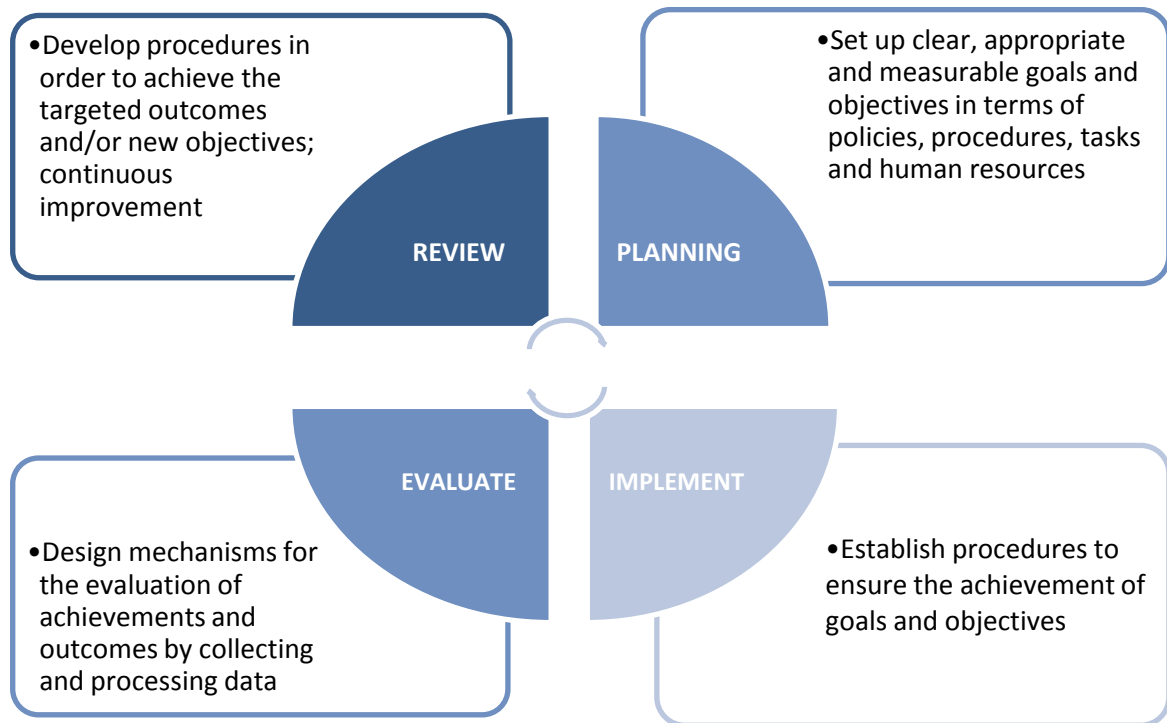 •Develop procedures in
order to achieve the
targeted outcomes
and/or new objectives;
continuous
improvement
•Set up clear, appropriate
and measurable goals and
objectives in terms of
policies, procedures, tasks
and human resources
REVIEW
PLANNING
EVALUATE
IMPLEMENT
•Design mechanisms for
the evaluation of
achievements and
outcomes by collecting
and processing data
•Establish procedures to
ensure the achievement of
goals and objectives